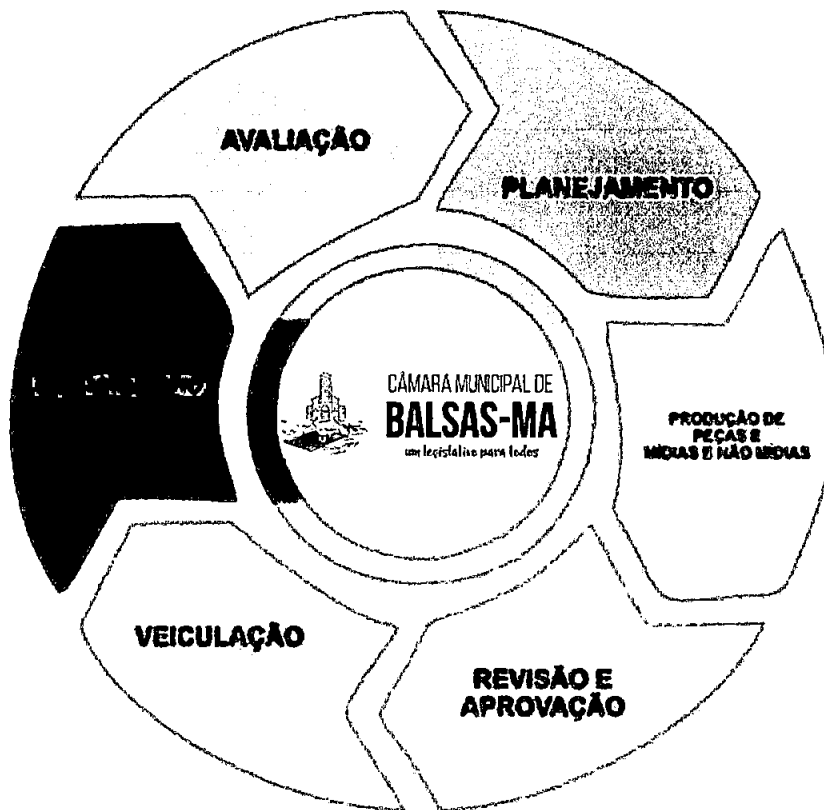 AVALIAÇÃO
PLANEJAMENTO
PRODUÇÃO DE
PEÇAS E
MÍDIAS E NÃO MÍDIAS
REVISÃO E
APROVAÇÃO
VEICULAÇÃO
CÂMARA MUNICIPAL DE
BALSAS-MA
um legislativo para todos